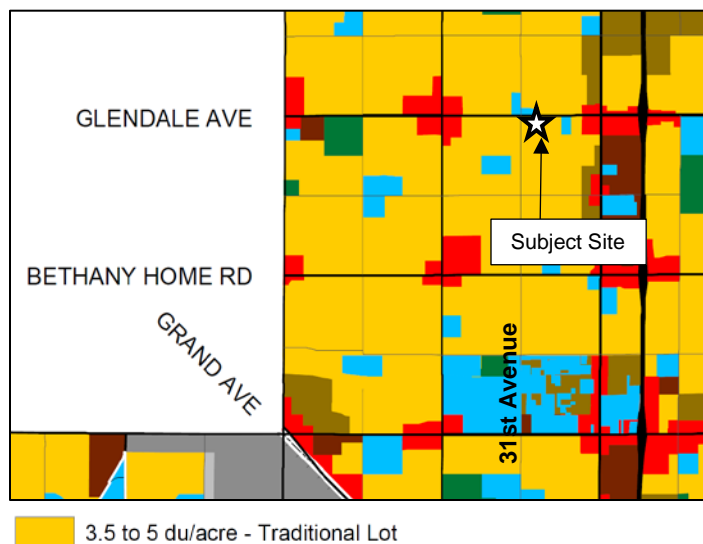 GLENDALE AVE
Subject Site
BETHANY HOME RD
GRAND AVE
31st Avenue
3.5 to 5 du/acre - Traditional Lot